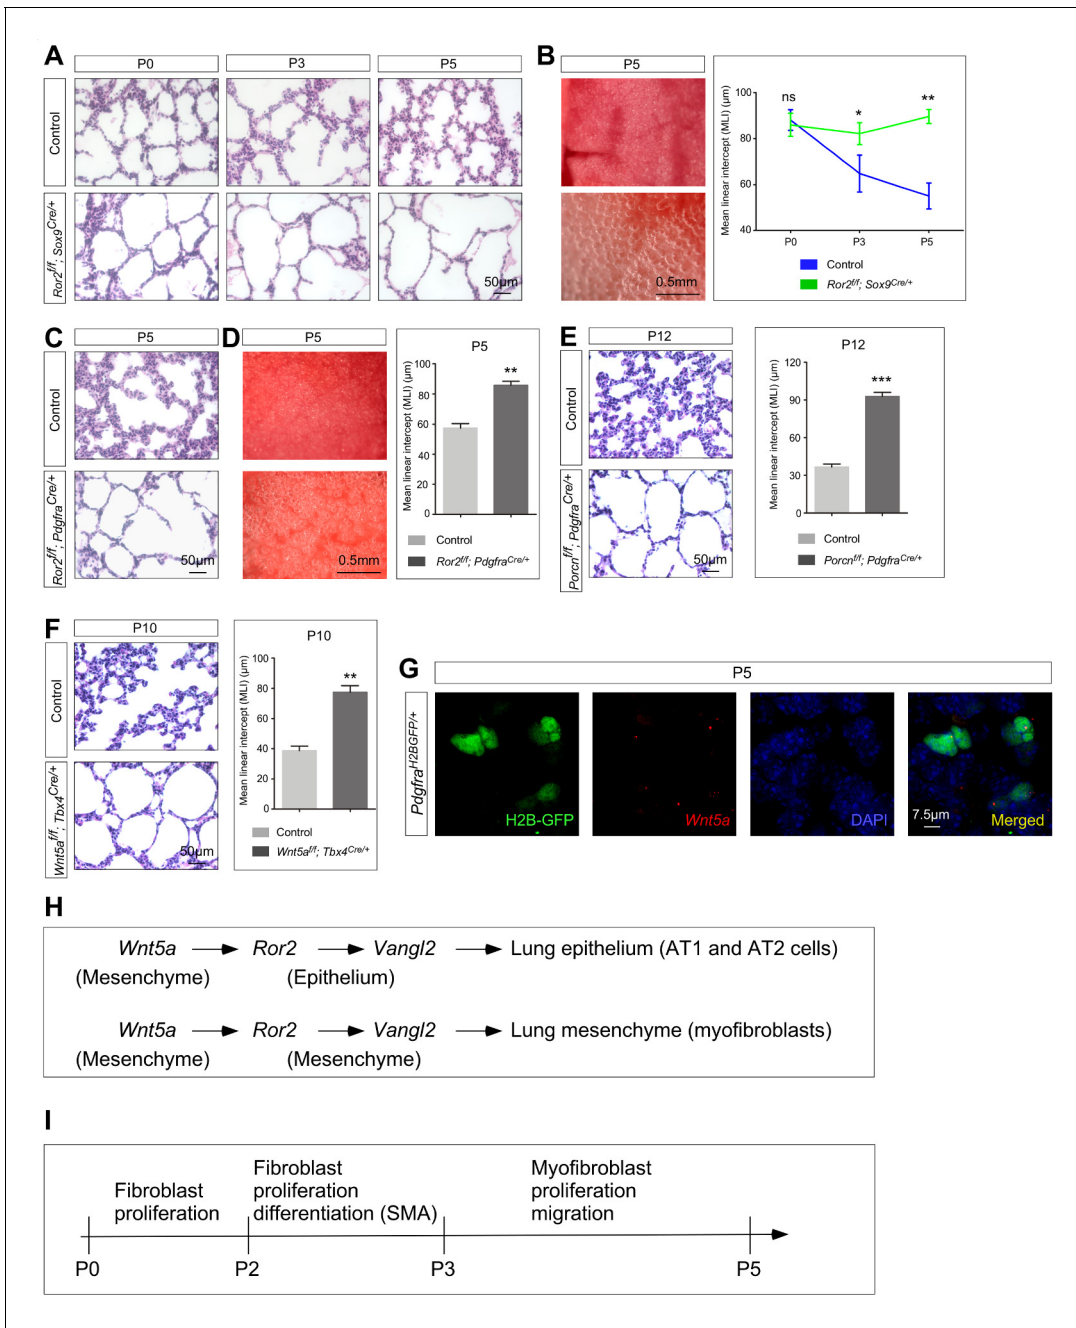 A
P0
P3
P5
Control
Ror2f/f; Sox9Cre/+
50µm
B
P5
0.5mm
Mean linear intercept (MLI) (µm)
100
80
60
40
ns
*
**
P0
P3
P5
Control
Ror2f/f; Sox9Cre/+
C
P5
Control
Ror2f/f; PdgfraCre/+
50µm
D
P5
0.5mm
P5
Mean linear intercept (MLI) (µm)
100
80
60
40
20
0
**
Control
Ror2f/f; PdgfraCre/+
E
P12
Control
Porcnf/f; PdgfraCre/+
50µm
P12
Mean linear intercept (MLI) (µm)
120
90
60
30
0
***
Control
Porcnf/f; PdgfraCre/+
F
P10
Control
Wnt5af/f; Tbx4Cre/+
50µm
P10
Mean linear intercept (MLI) (µm)
100
80
60
40
20
0
**
Control
Wnt5af/f; Tbx4Cre/+
G
P5
PdgfraH2BGFP/+
H2B-GFP
Wnt5a
DAPI
7.5µm
Merged
H
Wnt5a → Ror2 → Vangl2 → Lung epithelium (AT1 and AT2 cells)
(Mesenchyme) (Epithelium)
Wnt5a → Ror2 → Vangl2 → Lung mesenchyme (myofibroblasts)
(Mesenchyme) (Mesenchyme)
I
Fibroblast
proliferation
Fibroblast
proliferation
differentiation (SMA)
Myofibroblast
proliferation
migration
P0
P2
P3
P5